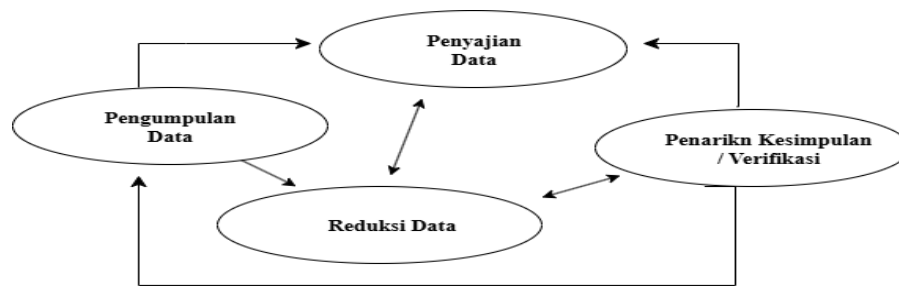 Penyajian
Data
Pengumpulan
Data
Penarikn Kesimpulan
/ Verifikasi
Reduksi Data